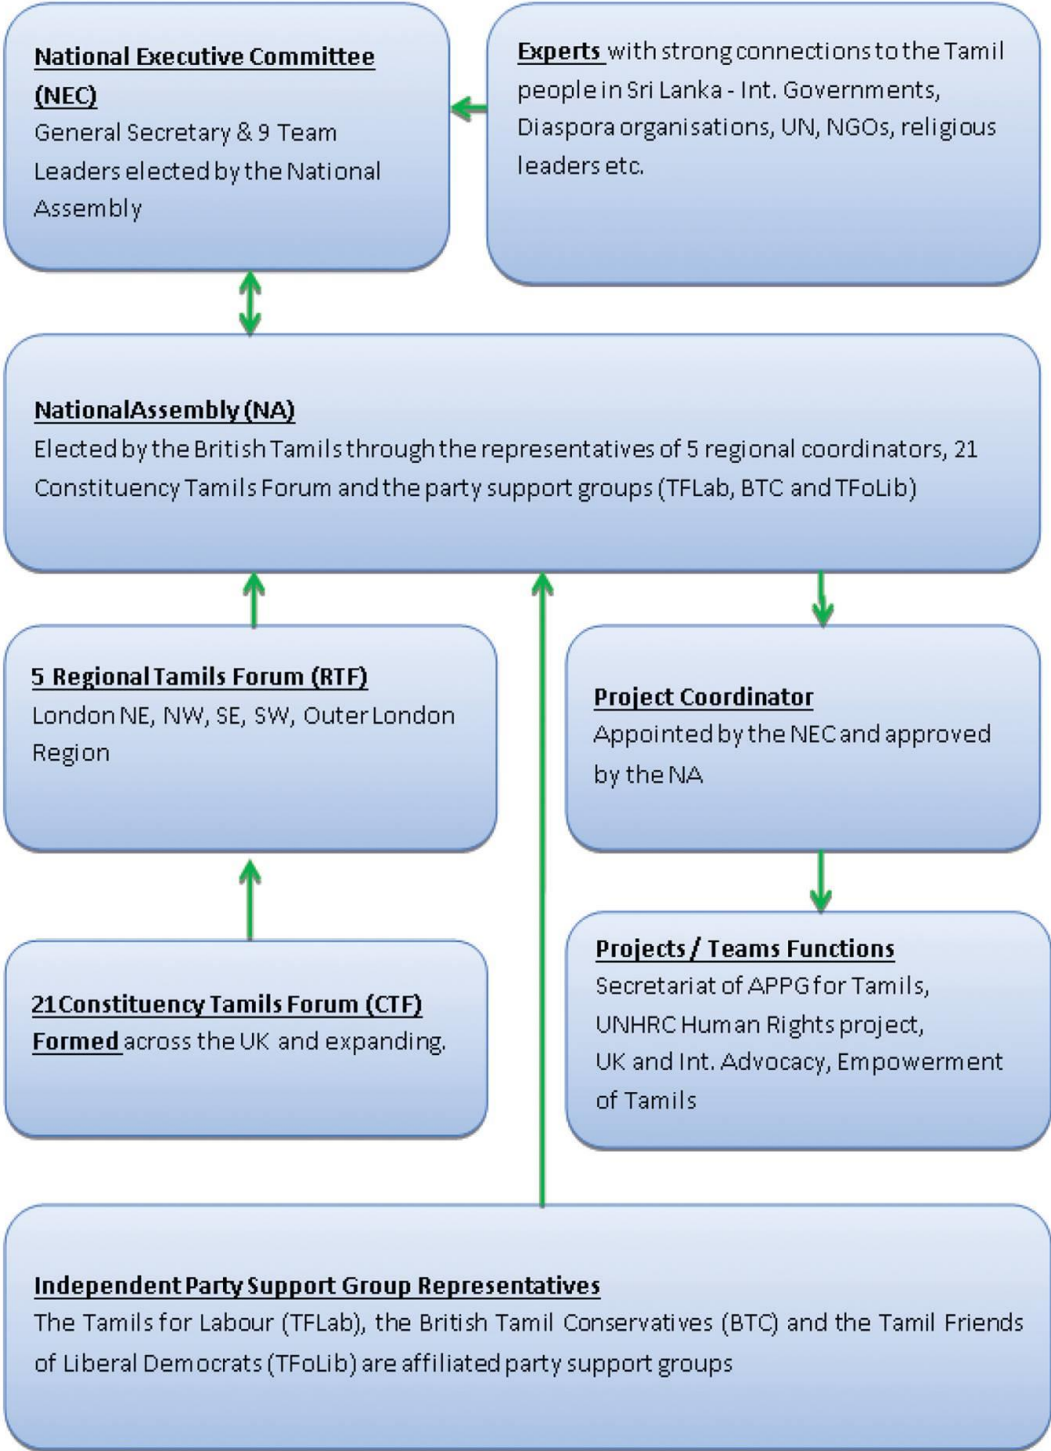 National Executive Committee
(NEC)
General Secretary & 9 Team
Leaders elected by the National
Assembly
Experts with strong connections to the Tamil
people in Sri Lanka - Int. Governments,
Diaspora organisations, UN, NGOs, religious
leaders etc.
NationalAssembly (NA)
Elected by the British Tamils through the representatives of 5 regional coordinators, 21
Constituency Tamils Forum and the party support groups (TFLab, BTC and TFoLib)
5 Regional Tamils Forum (RTF)
London NE, NW, SE, SW, Outer London
Region
Project Coordinator
Appointed by the NEC and approved
by the NA
21Constituency Tamils Forum (CTF)
Formed across the UK and expanding.
Projects / Teams Functions
Secretariat of APPG for Tamils,
UNHRC Human Rights project,
UK and Int. Advocacy, Empowerment
of Tamils
Independent Party Support Group Representatives
The Tamils for Labour (TFLab), the British Tamil Conservatives (BTC) and the Tamil Friends
of Liberal Democrats (TFoLib) are affiliated party support groups